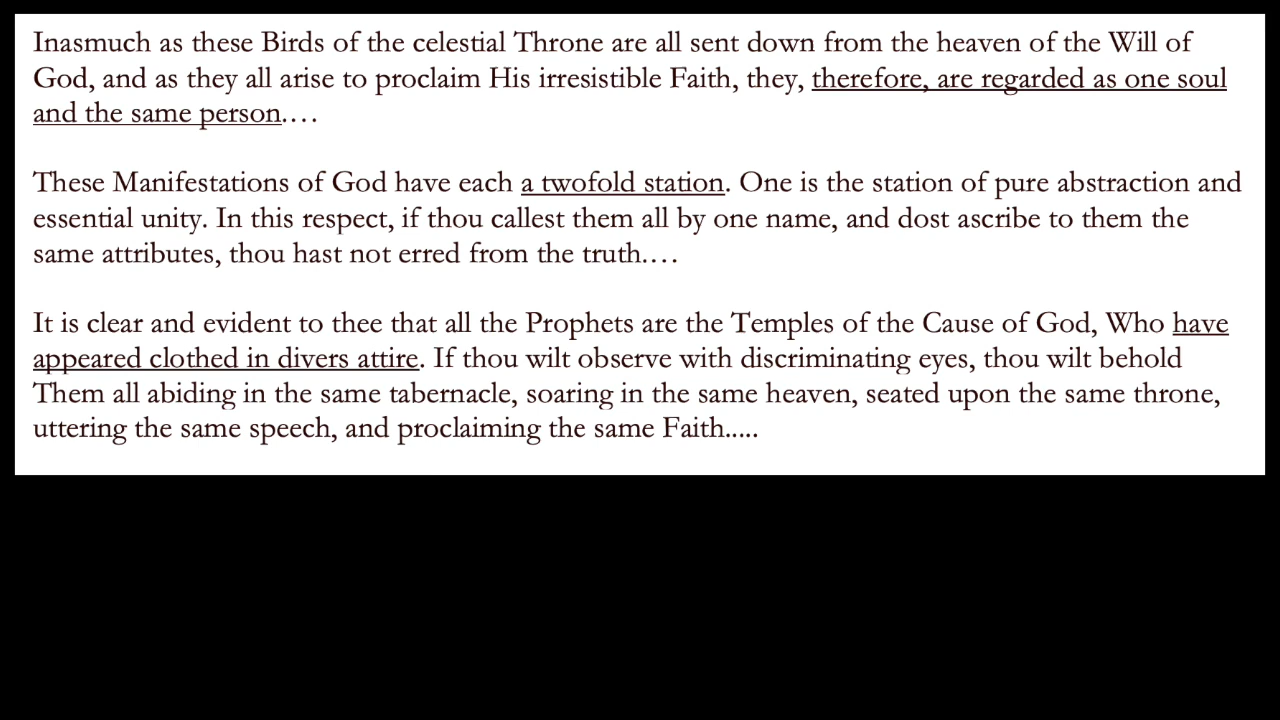 Inasmuch as these Birds of the celestial Throne are all sent down from the heaven of the Will of
God, and as they all arise to proclaim His irresistible Faith, they, therefore, are regarded as one soul
and the same person.…
These Manifestations of God have each a twofold station. One is the station of pure abstraction and
essential unity. In this respect, if thou callest them all by one name, and dost ascribe to them the
same attributes, thou hast not erred from the truth.…
It is clear and evident to thee that all the Prophets are the Temples of the Cause of God, Who have
appeared clothed in divers attire. If thou wilt observe with discriminating eyes, thou wilt behold
Them all abiding in the same tabernacle, soaring in the same heaven, seated upon the same throne,
uttering the same speech, and proclaiming the same Faith.....